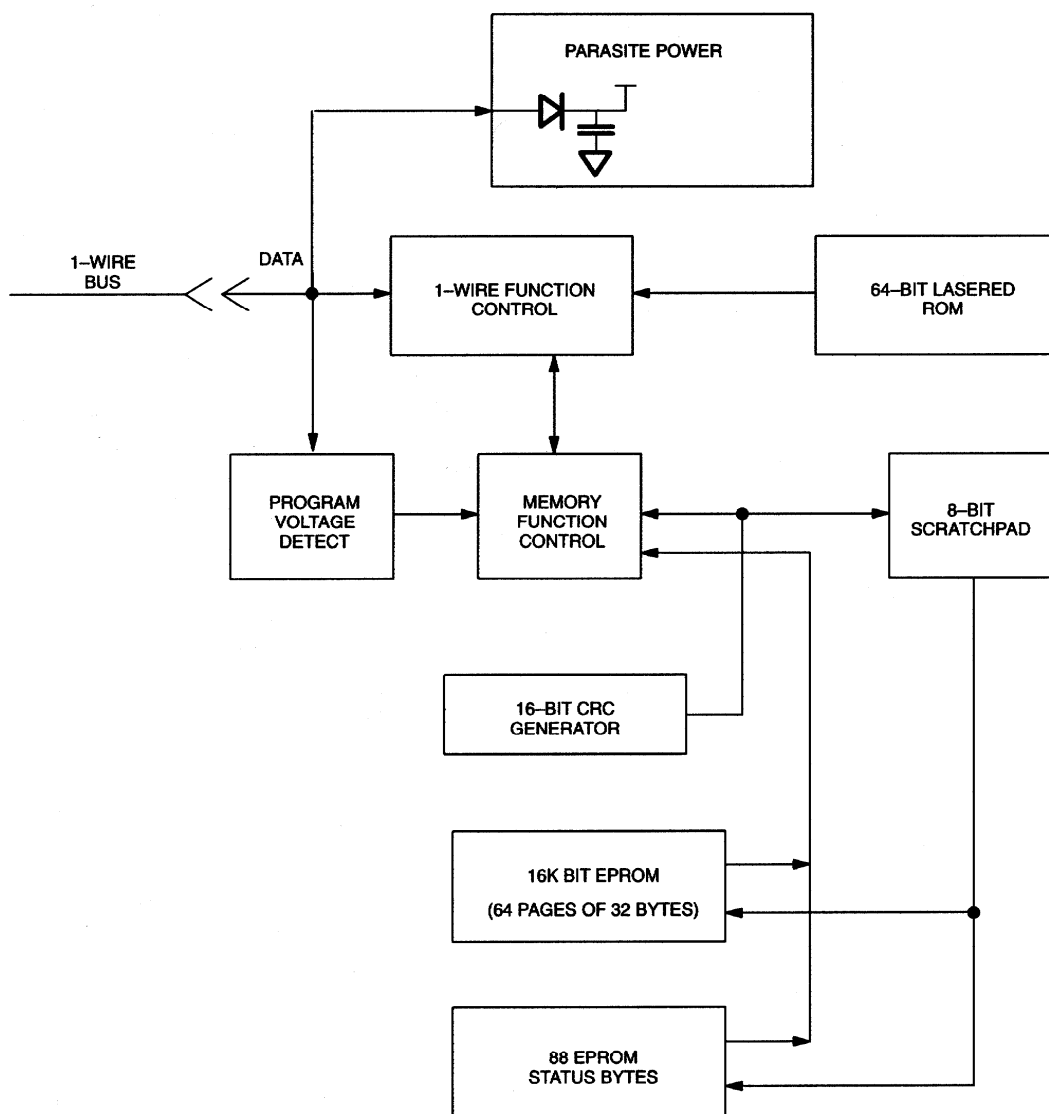 PARASITE POWER
1–WIRE
BUS
DATA
1–WIRE FUNCTION
CONTROL
64–BIT LASERED
ROM
PROGRAM
VOLTAGE
DETECT
MEMORY
FUNCTION
CONTROL
8–BIT
SCRATCHPAD
16–BIT CRC
GENERATOR
16K BIT EPROM
(64 PAGES OF 32 BYTES)
88 EPROM
STATUS BYTES